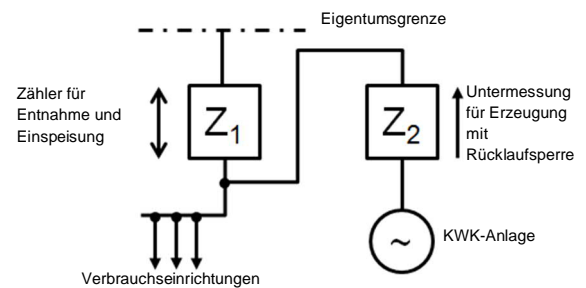 Eigentumsgrenze
Zähler für
Entnahme und
Einspeisung
Z1
Z2
Untermessung
für Erzeugung
mit
Rücklaufsperre
~
KWK-Anlage
Verbrauchseinrichtungen